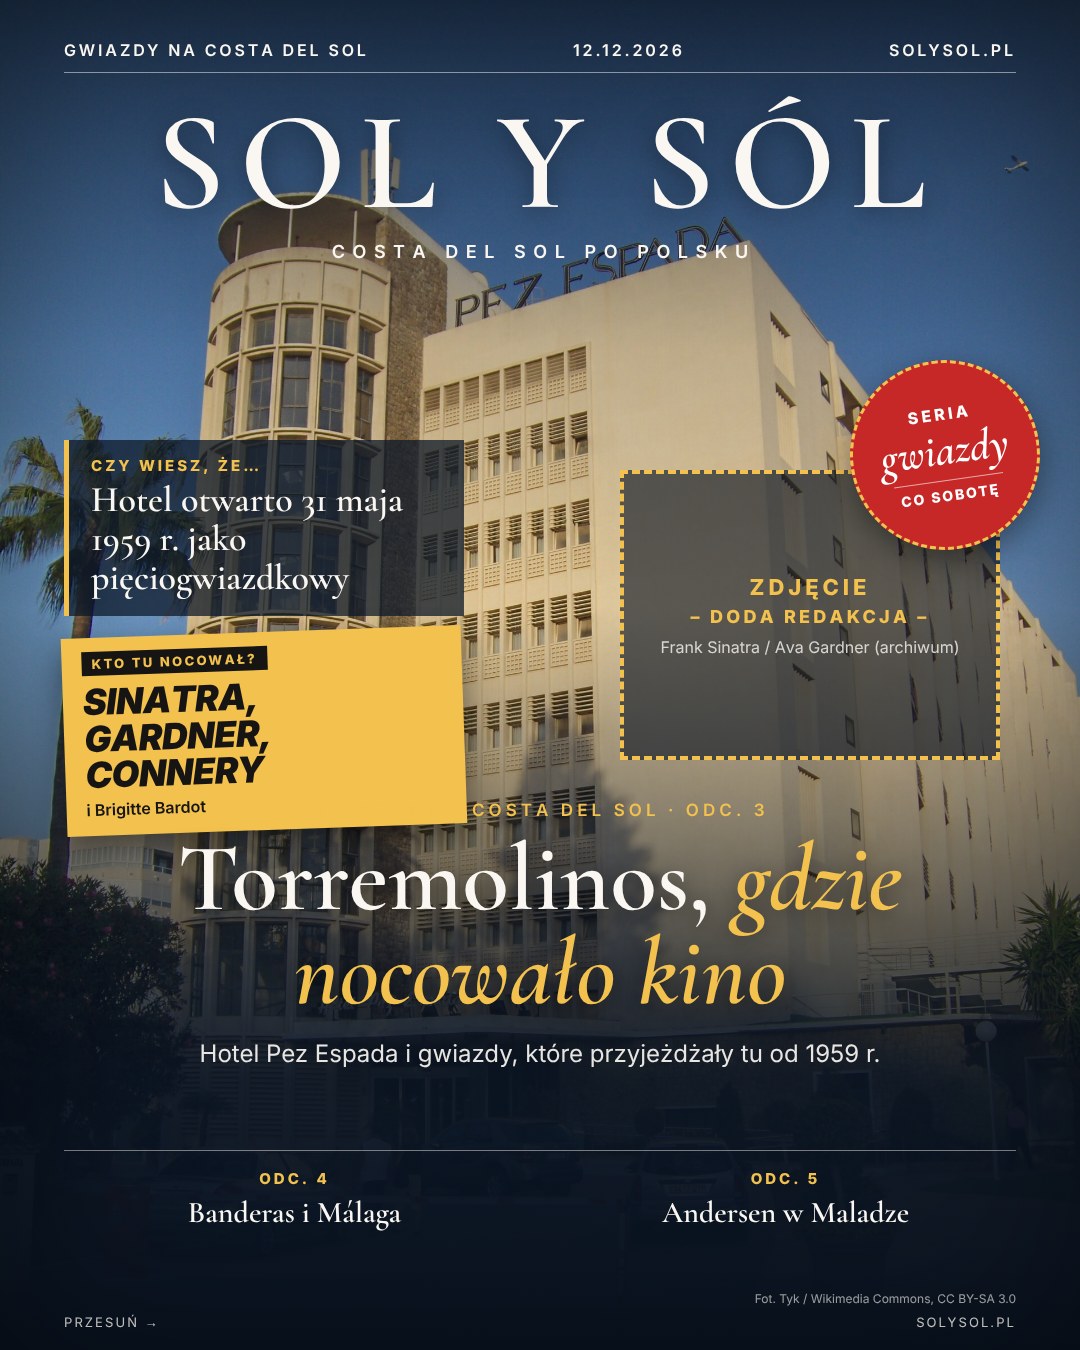 GWIAZDY NA COSTA DEL SOL
12.12.2026
SOLYSOL.PL
SOL Y SÓL
COSTA DEL SOL PO POLSKU
PEZ ESPADA
SERIA
gwiazdy
CO SOBOTĘ
CZY WIESZ, ŻE…
Hotel otwarto 31 maja
1959 r. jako
pięciogwiazdkowy
ZDJĘCIE
– DODA REDAKCJA –
Frank Sinatra / Ava Gardner (archiwum)
KTO TU NOCOWAŁ?
SINATRA,
GARDNER,
CONNERY
i Brigitte Bardot
COSTA DEL SOL · ODC. 3
Torremolinos, gdzie
nocowało kino
Hotel Pez Espada i gwiazdy, które przyjeżdżały tu od 1959 r.
ODC. 4
Banderas i Málaga
ODC. 5
Andersen w Maladze
Fot. Tyk / Wikimedia Commons, CC BY-SA 3.0
PRZESUŃ →
SOLYSOL.PL